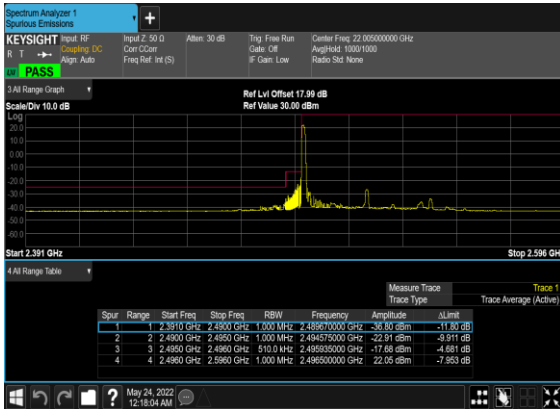 Spectrum Analyzer 1
Spurious Emissions
+
KEYSIGHT Input: RF Input Z: 50 Ω Atten: 30 dB Trig: Free Run Center Freq: 22.005000000 GHz
R T Coupling: DC Corr CCorr Gate: Off Avg|Hold: 1000/1000
Align: Auto Freq Ref: Int (S) IF Gain: Low Radio Std: None
PASS
3 All Range Graph
Ref Lvl Offset 17.99 dB
Scale/Div 10.0 dB Ref Value 30.00 dBm
Log
20.0
10.0
0.00
-10.0
-20.0
-30.0
-40.0
-50.0
-60.0
Start 2.391 GHz Stop 2.596 GH
4 All Range Table
Measure Trace Trace 1
Trace Type Trace Average (Active)
Spur Range Start Freq Stop Freq RBW Frequency Amplitude ΔLimit
1 1 2.3910 GHz 2.4900 GHz 1.000 MHz 2.489670000 GHz -36.80 dBm -11.80 dB
2 2 2.4900 GHz 2.4950 GHz 1.000 MHz 2.494575000 GHz -22.91 dBm -9.911 dB
3 3 2.4950 GHz 2.4960 GHz 510.0 kHz 2.495935000 GHz -17.68 dBm -4.681 dB
4 4 2.4960 GHz 2.5960 GHz 1.000 MHz 2.496500000 GHz 22.05 dBm -7.953 dB
? May 24, 2022
12:18:04 AM